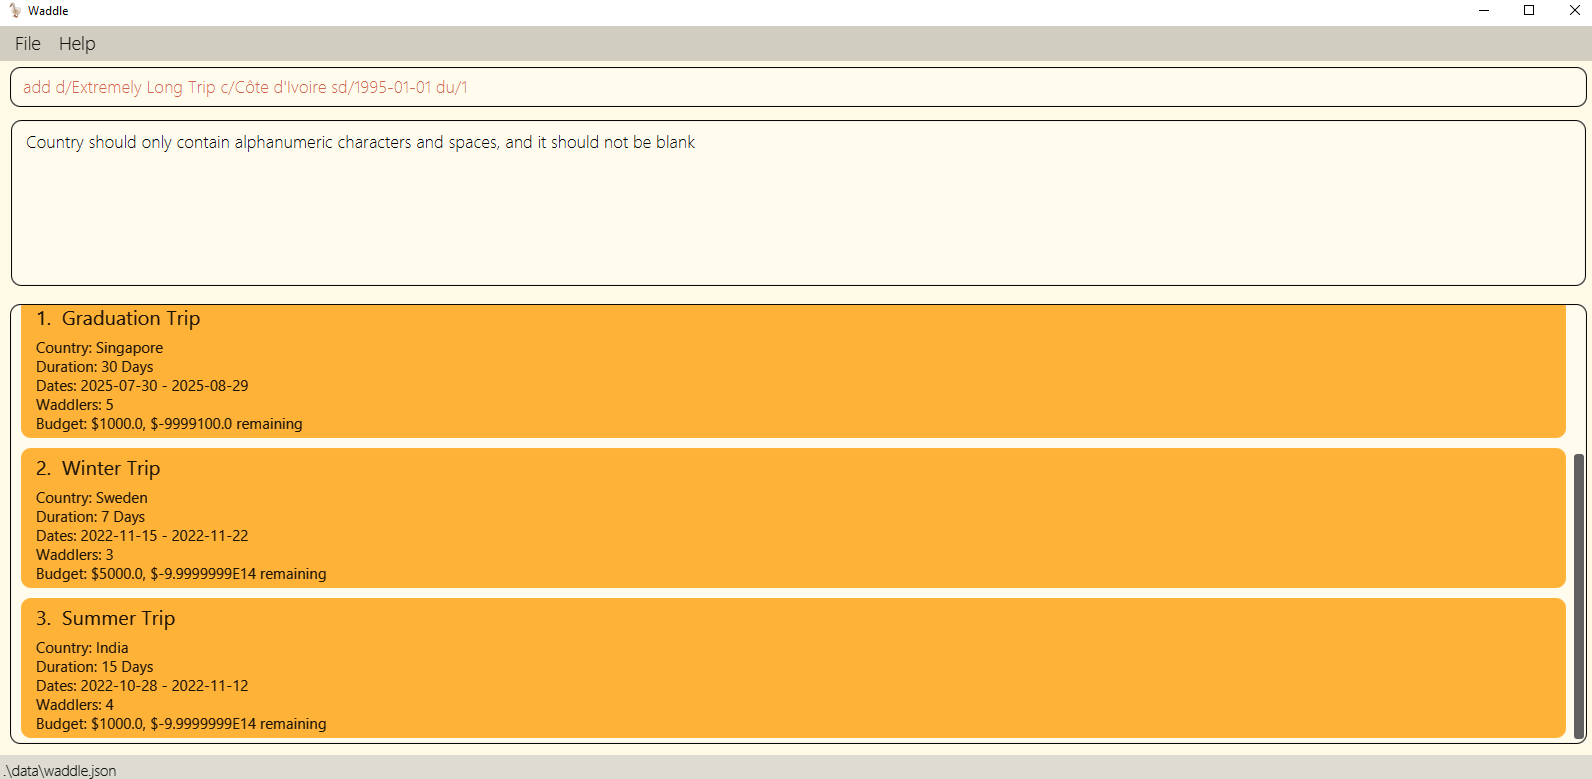 Waddle
File Help
add d/Extremely Long Trip c/Côte d'Ivoire sd/1995-01-01 du/1
Country should only contain alphanumeric characters and spaces, and it should not be blank
1. Graduation Trip
Country: Singapore
Duration: 30 Days
Dates: 2025-07-30 - 2025-08-29
Waddlers: 5
Budget: $1000.0, $-9999100.0 remaining
2. Winter Trip
Country: Sweden
Duration: 7 Days
Dates: 2022-11-15 - 2022-11-22
Waddlers: 3
Budget: $5000.0, $-9.9999999E14 remaining
3. Summer Trip
Country: India
Duration: 15 Days
Dates: 2022-10-28 - 2022-11-12
Waddlers: 4
Budget: $1000.0, $-9.9999999E14 remaining
.\data\waddle.json